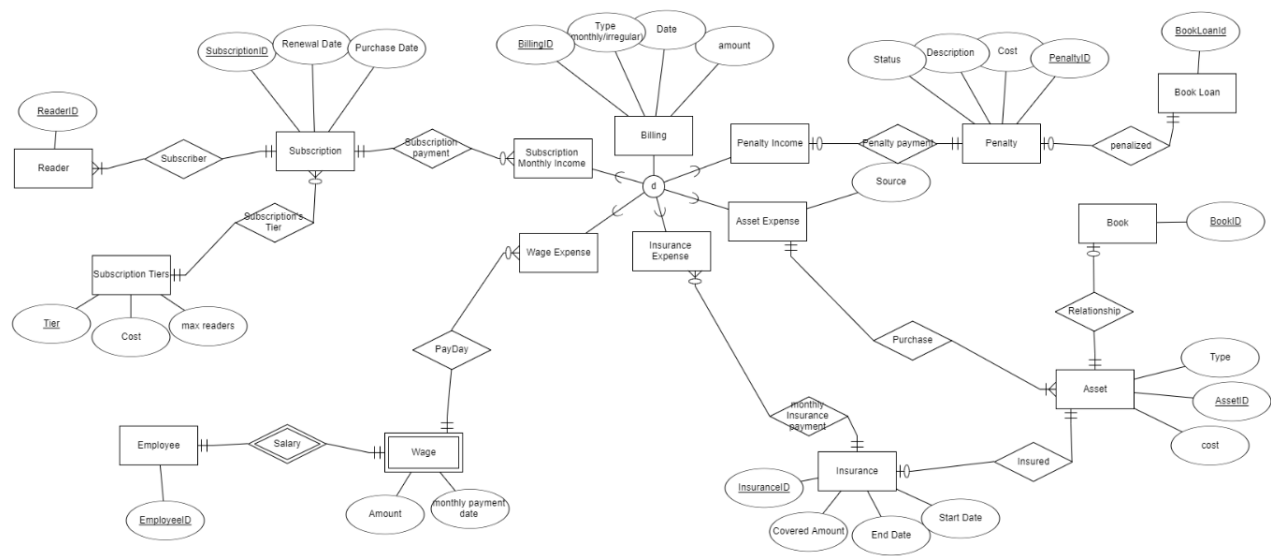 SubscriptionID
Renewal Date
Purchase Date
BillingID
Type
(monthly/irregular)
Date
amount
Status
Description
Cost
PenaltyID
BookLoanId
Book Loan
ReaderID
Reader
Subscriber
Subscription
Subscription
payment
Subscription
Monthly Income
Billing
Penalty Income
Penalty payment
Penalty
penalized
d
Source
Asset Expense
Subscription's
Tier
Wage Expense
Insurance
Expense
Book
BookID
Subscription Tiers
Tier
Cost
max readers
Relationship
PayDay
Purchase
Type
Asset
AssetID
cost
monthly
Insurance
payment
Employee
Salary
Wage
Insurance
Insured
InsuranceID
Covered Amount
End Date
Start Date
EmployeeID
Amount
monthly payment
date